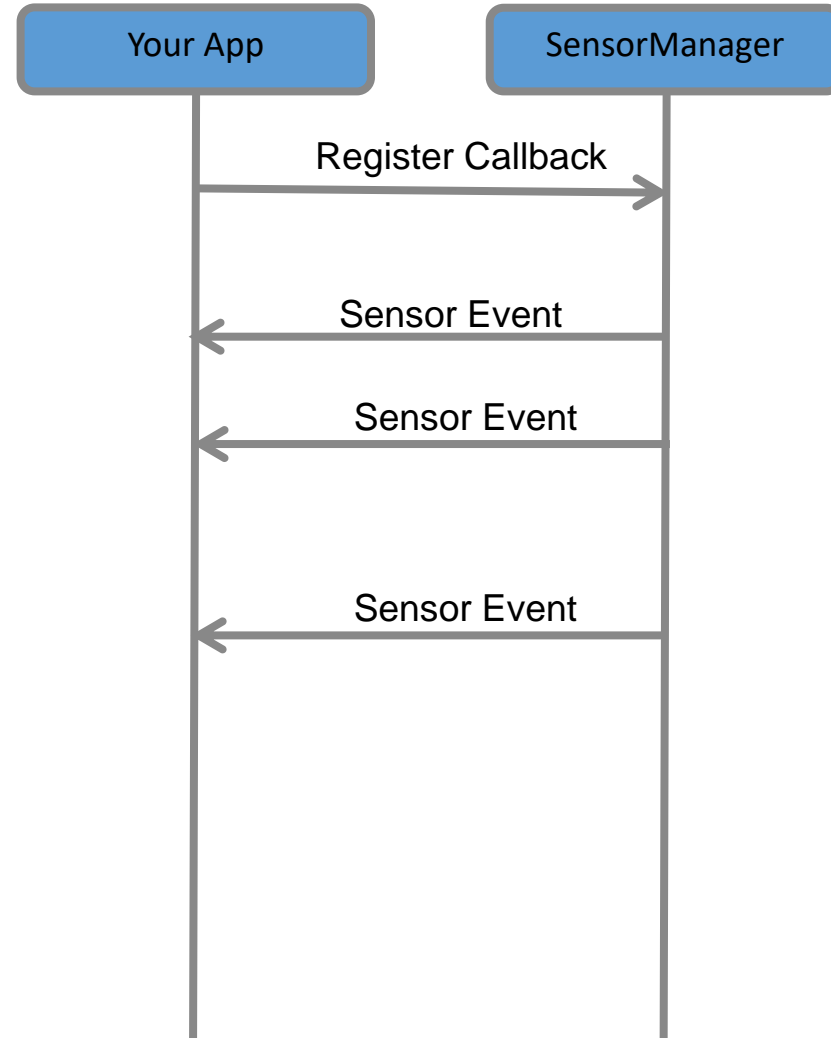 Your App
SensorManager
Register Callback
Sensor Event
Sensor Event
Sensor Event